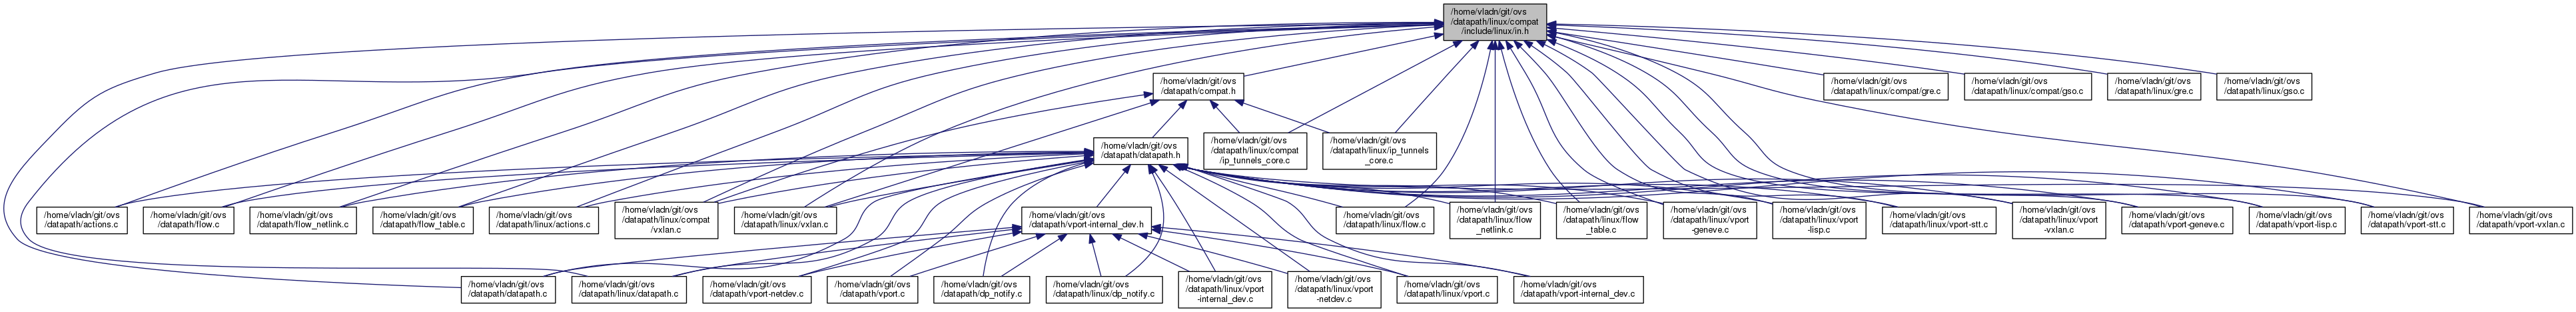 /home/vladn/git/ovs
/datapath/linux/compat
/include/linux/in.h
/home/vladn/git/ovs
/datapath/compat.h
/home/vladn/git/ovs
/datapath/linux/compat/gre.c
/home/vladn/git/ovs
/datapath/linux/compat/gso.c
/home/vladn/git/ovs
/datapath/linux/gre.c
/home/vladn/git/ovs
/datapath/linux/gso.c
/home/vladn/git/ovs
/datapath/datapath.h
/home/vladn/git/ovs
/datapath/linux/compat
/ip_tunnels_core.c
/home/vladn/git/ovs
/datapath/linux/ip_tunnels
_core.c
/home/vladn/git/ovs
/datapath/actions.c
/home/vladn/git/ovs
/datapath/flow.c
/home/vladn/git/ovs
/datapath/flow_netlink.c
/home/vladn/git/ovs
/datapath/flow_table.c
/home/vladn/git/ovs
/datapath/linux/actions.c
/home/vladn/git/ovs
/datapath/linux/compat
/vxlan.c
/home/vladn/git/ovs
/datapath/linux/vxlan.c
/home/vladn/git/ovs
/datapath/vport-internal_dev.h
/home/vladn/git/ovs
/datapath/linux/flow.c
/home/vladn/git/ovs
/datapath/linux/flow
_netlink.c
/home/vladn/git/ovs
/datapath/linux/flow
_table.c
/home/vladn/git/ovs
/datapath/linux/vport
-geneve.c
/home/vladn/git/ovs
/datapath/linux/vport
-lisp.c
/home/vladn/git/ovs
/datapath/linux/vport-stt.c
/home/vladn/git/ovs
/datapath/linux/vport
-vxlan.c
/home/vladn/git/ovs
/datapath/vport-geneve.c
/home/vladn/git/ovs
/datapath/vport-lisp.c
/home/vladn/git/ovs
/datapath/vport-stt.c
/home/vladn/git/ovs
/datapath/vport-vxlan.c
/home/vladn/git/ovs
/datapath/datapath.c
/home/vladn/git/ovs
/datapath/linux/datapath.c
/home/vladn/git/ovs
/datapath/vport-netdev.c
/home/vladn/git/ovs
/datapath/vport.c
/home/vladn/git/ovs
/datapath/dp_notify.c
/home/vladn/git/ovs
/datapath/linux/dp_notify.c
/home/vladn/git/ovs
/datapath/linux/vport
-internal_dev.c
/home/vladn/git/ovs
/datapath/linux/vport
-netdev.c
/home/vladn/git/ovs
/datapath/linux/vport.c
/home/vladn/git/ovs
/datapath/vport-internal_dev.c